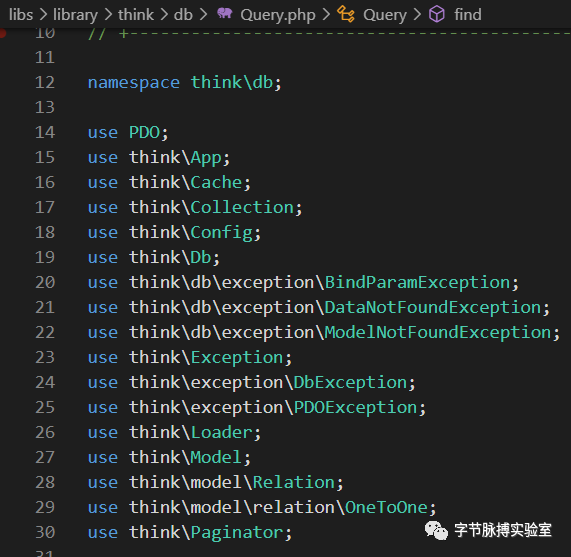 libs > library > think > db > Query.php > Query > find
10 // +------------------------------------------
11
12 namespace think\db;
13
14 use PDO;
15 use think\App;
16 use think\Cache;
17 use think\Collection;
18 use think\Config;
19 use think\Db;
20 use think\db\exception\BindParamException;
21 use think\db\exception\DataNotFoundException;
22 use think\db\exception\ModelNotFoundException;
23 use think\Exception;
24 use think\exception\DbException;
25 use think\exception\PDOException;
26 use think\Loader;
27 use think\Model;
28 use think\model\Relation;
29 use think\model\relation\OneToOne;
30 use think\Paginator;
字节脉搏实验室
31